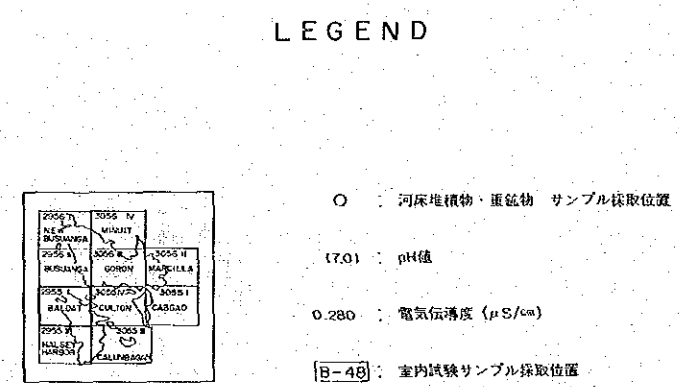 LEGEND
○ : 河床堆積物・重鉱物 サンプル採取位置
(7.0) : pH値
0.280 : 電気伝導度 (μS/cm)
B-48 : 室内試験サンプル採取位置
2956 I 3056 IV
NEW BUSUANGA MINUIT
2956 II 3056 III 3056 II
BUSUANGA CORON MARCILLA
2955 I 3055 IV 3055 I
BALDAT CULION CABGAO
2955 II 3055 III
HALSEY HARBOR